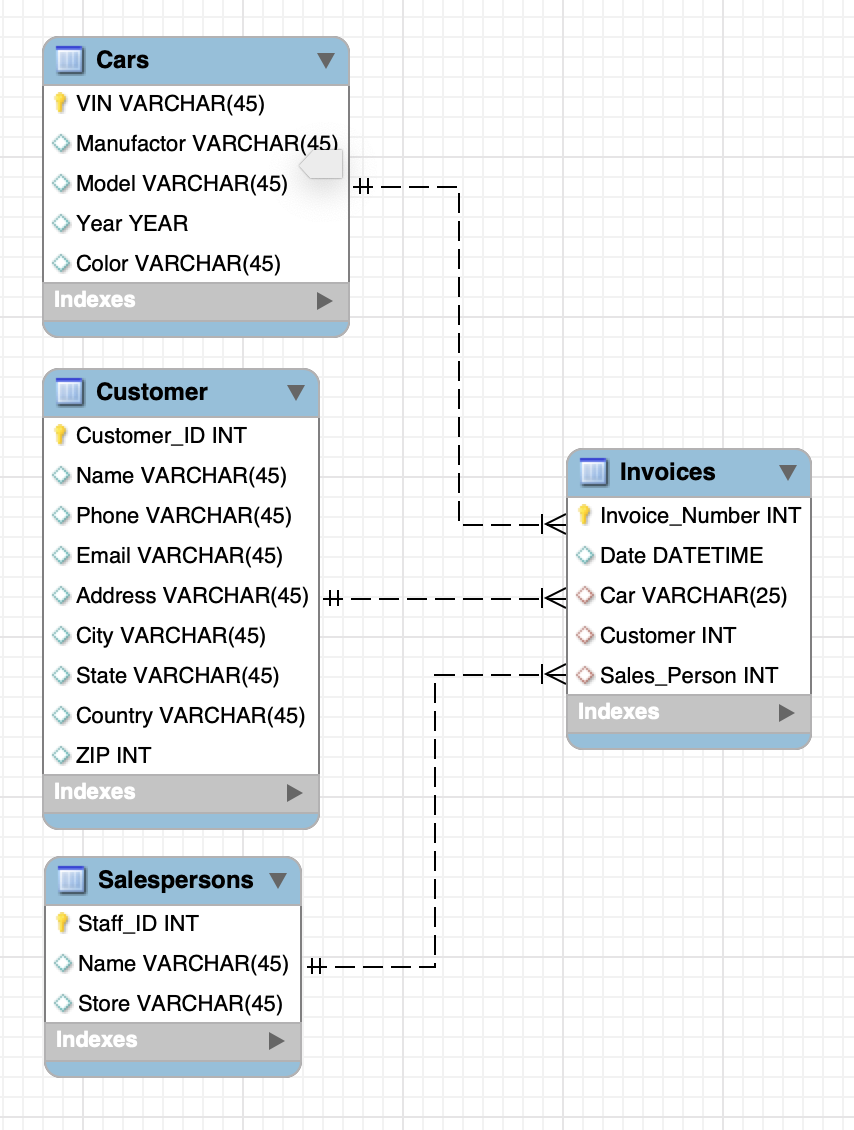 Cars
VIN VARCHAR(45)
Manufactor VARCHAR(45)
Model VARCHAR(45)
Year YEAR
Color VARCHAR(45)
Indexes
Customer
Customer_ID INT
Name VARCHAR(45)
Phone VARCHAR(45)
Email VARCHAR(45)
Address VARCHAR(45)
City VARCHAR(45)
State VARCHAR(45)
Country VARCHAR(45)
ZIP INT
Indexes
Salespersons
Staff_ID INT
Name VARCHAR(45)
Store VARCHAR(45)
Indexes
Invoices
Invoice_Number INT
Date DATETIME
Car VARCHAR(25)
Customer INT
Sales_Person INT
Indexes